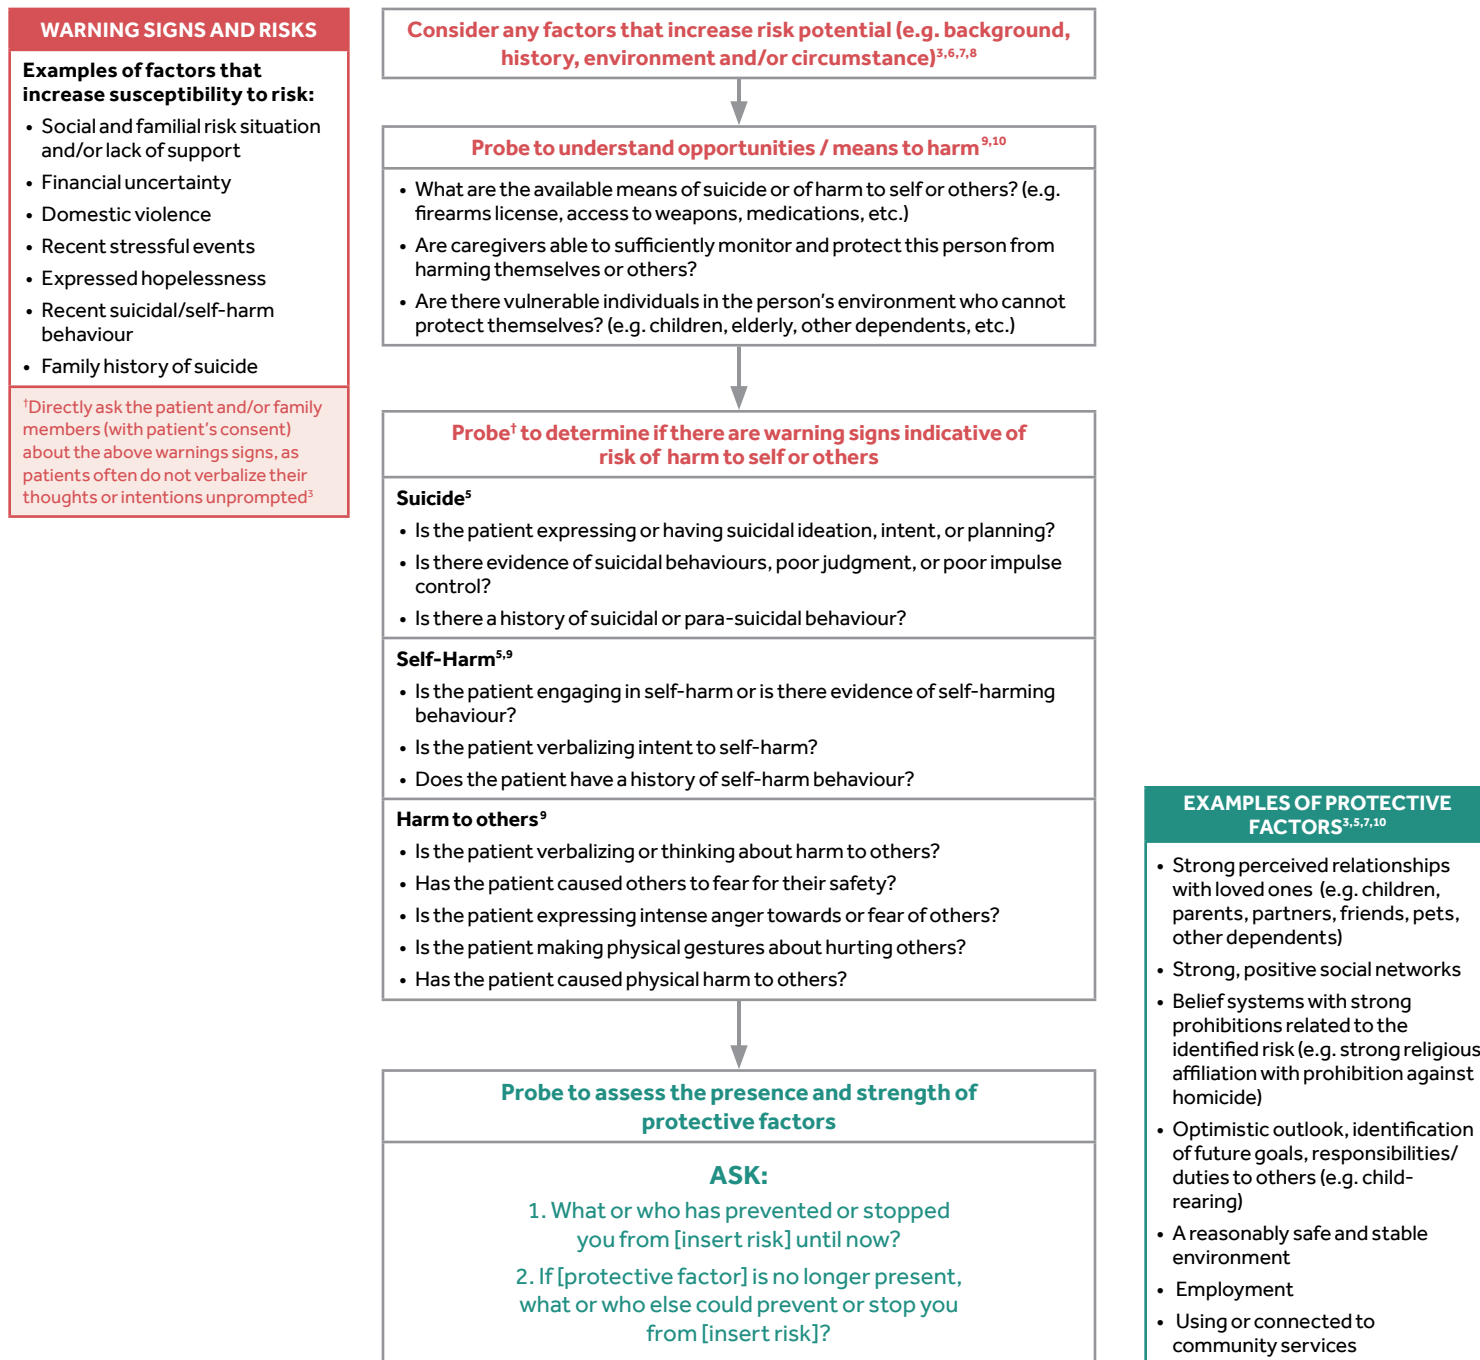 WARNING SIGNS AND RISKS
Examples of factors that
increase susceptibility to risk:
• Social and familial risk situation
and/or lack of support
• Financial uncertainty
• Domestic violence
• Recent stressful events
• Expressed hopelessness
• Recent suicidal/self-harm
behaviour
• Family history of suicide
†Directly ask the patient and/or family
members (with patient's consent)
about the above warnings signs, as
patients often do not verbalize their
thoughts or intentions unprompted3
Consider any factors that increase risk potential (e.g. background,
history, environment and/or circumstance)3,6,7,8
Probe to understand opportunities / means to harm9,10
• What are the available means of suicide or of harm to self or others? (e.g.
firearms license, access to weapons, medications, etc.)
• Are caregivers able to sufficiently monitor and protect this person from
harming themselves or others?
• Are there vulnerable individuals in the person's environment who cannot
protect themselves? (e.g. children, elderly, other dependents, etc.)
Probe† to determine if there are warning signs indicative of
risk of harm to self or others
Suicide5
• Is the patient expressing or having suicidal ideation, intent, or planning?
• Is there evidence of suicidal behaviours, poor judgment, or poor impulse
control?
• Is there a history of suicidal or para-suicidal behaviour?
Self-Harm5,9
• Is the patient engaging in self-harm or is there evidence of self-harming
behaviour?
• Is the patient verbalizing intent to self-harm?
• Does the patient have a history of self-harm behaviour?
Harm to others9
• Is the patient verbalizing or thinking about harm to others?
• Has the patient caused others to fear for their safety?
• Is the patient expressing intense anger towards or fear of others?
• Is the patient making physical gestures about hurting others?
• Has the patient caused physical harm to others?
Probe to assess the presence and strength of
protective factors
ASK:
1. What or who has prevented or stopped
you from [insert risk] until now?
2. If [protective factor] is no longer present,
what or who else could prevent or stop you
from [insert risk]?
EXAMPLES OF PROTECTIVE
FACTORS3,5,7,10
• Strong perceived relationships
with loved ones (e.g. children,
parents, partners, friends, pets,
other dependents)
• Strong, positive social networks
• Belief systems with strong
prohibitions related to the
identified risk (e.g. strong religious
affiliation with prohibition against
homicide)
• Optimistic outlook, identification
of future goals, responsibilities/
duties to others (e.g. child-
rearing)
• A reasonably safe and stable
environment
• Employment
• Using or connected to
community services